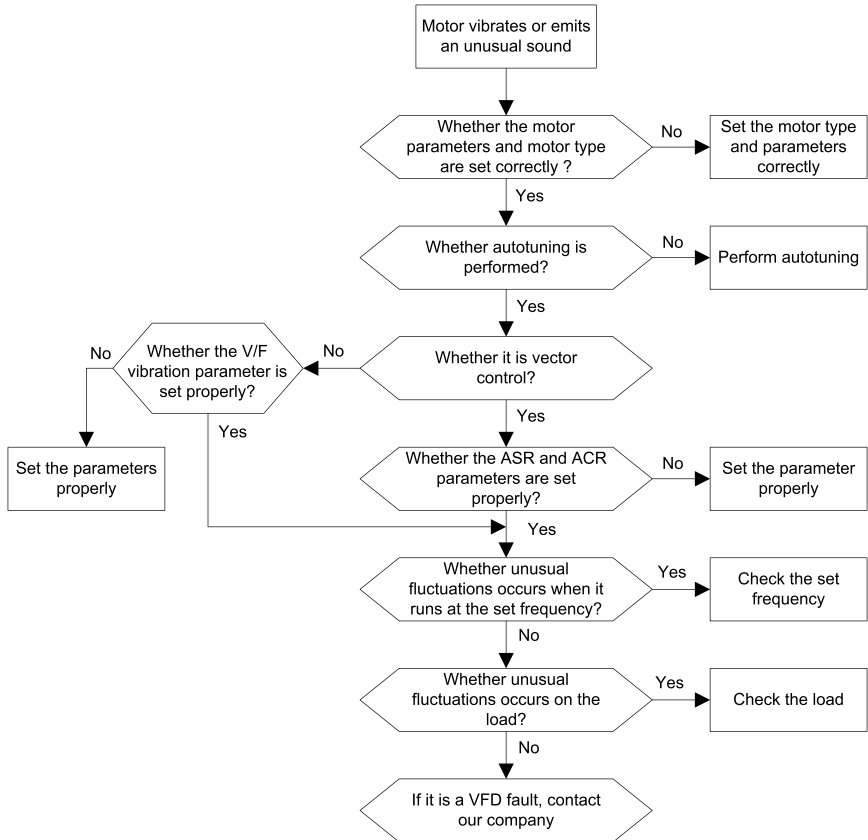 Motor vibrates or emits
an unusual sound
Whether the motor
parameters and motor type
are set correctly ?
No
Set the motor type
and parameters
correctly
Yes
Whether autotuning is
performed?
No
Perform autotuning
Yes
Whether it is vector
control?
No
Whether the V/F
vibration parameter is
set properly?
No
Set the parameters
properly
Yes
Yes
Whether the ASR and ACR
parameters are set
properly?
No
Set the parameter
properly
Yes
Whether unusual
fluctuations occurs when it
runs at the set frequency?
Yes
Check the set
frequency
No
Whether unusual
fluctuations occurs on the
load?
Yes
Check the load
No
If it is a VFD fault, contact
our company